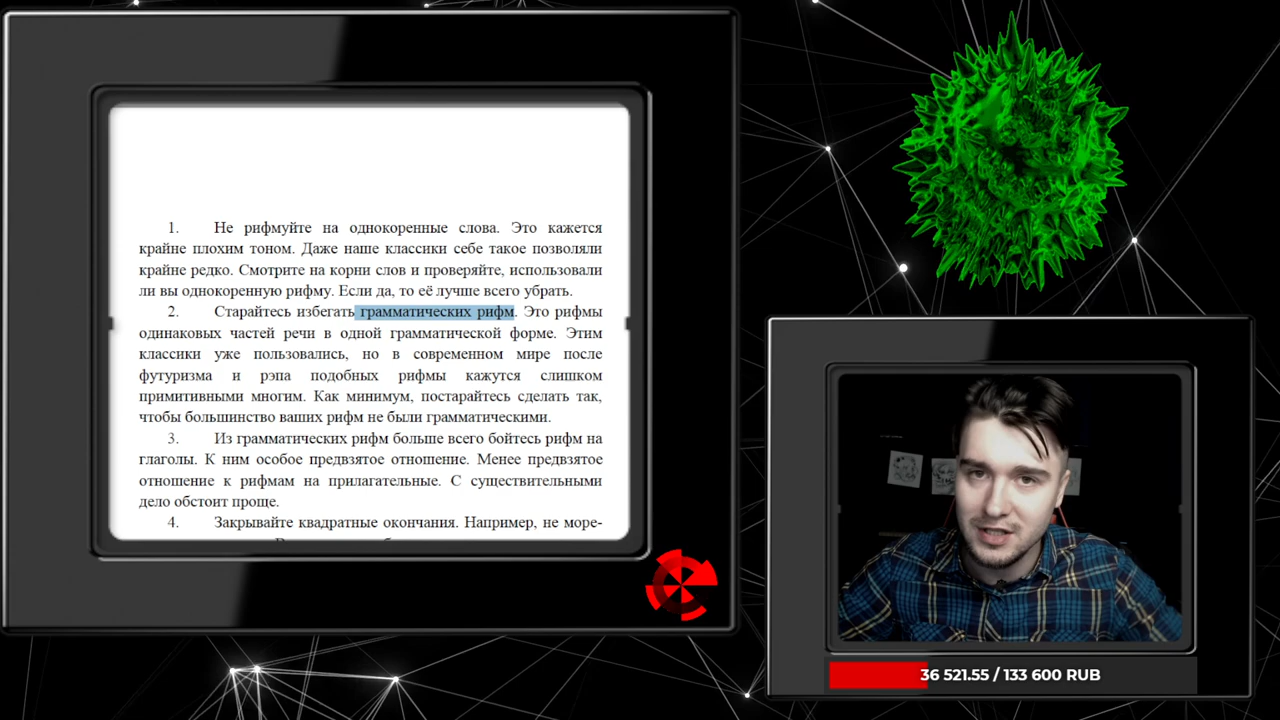 1. Не рифмуйте на однокоренные слова. Это кажется
крайне плохим тоном. Даже наше классики себе такое позволяли
крайне редко. Смотрите на корни слов и проверяйте, использовали
ли вы однокоренную рифму. Если да, то её лучше всего убрать.
2. Старайтесь избегать грамматических рифм. Это рифмы
одинаковых частей речи в одной грамматической форме. Этим
классики уже пользовались, но в современном мире после
футуризма и рэпа подобных рифмы кажутся слишком
примитивными многим. Как минимум, постарайтесь сделать так,
чтобы большинство ваших рифм не были грамматическими.
3. Из грамматических рифм больше всего бойтесь рифм на
глаголы. К ним особое предвзятое отношение. Менее предвзятое
отношение к рифмам на прилагательные. С существительными
дело обстоит проще.
4. Закрывайте квадратные окончания. Например, не море-
36 521.55 / 133 600 RUB